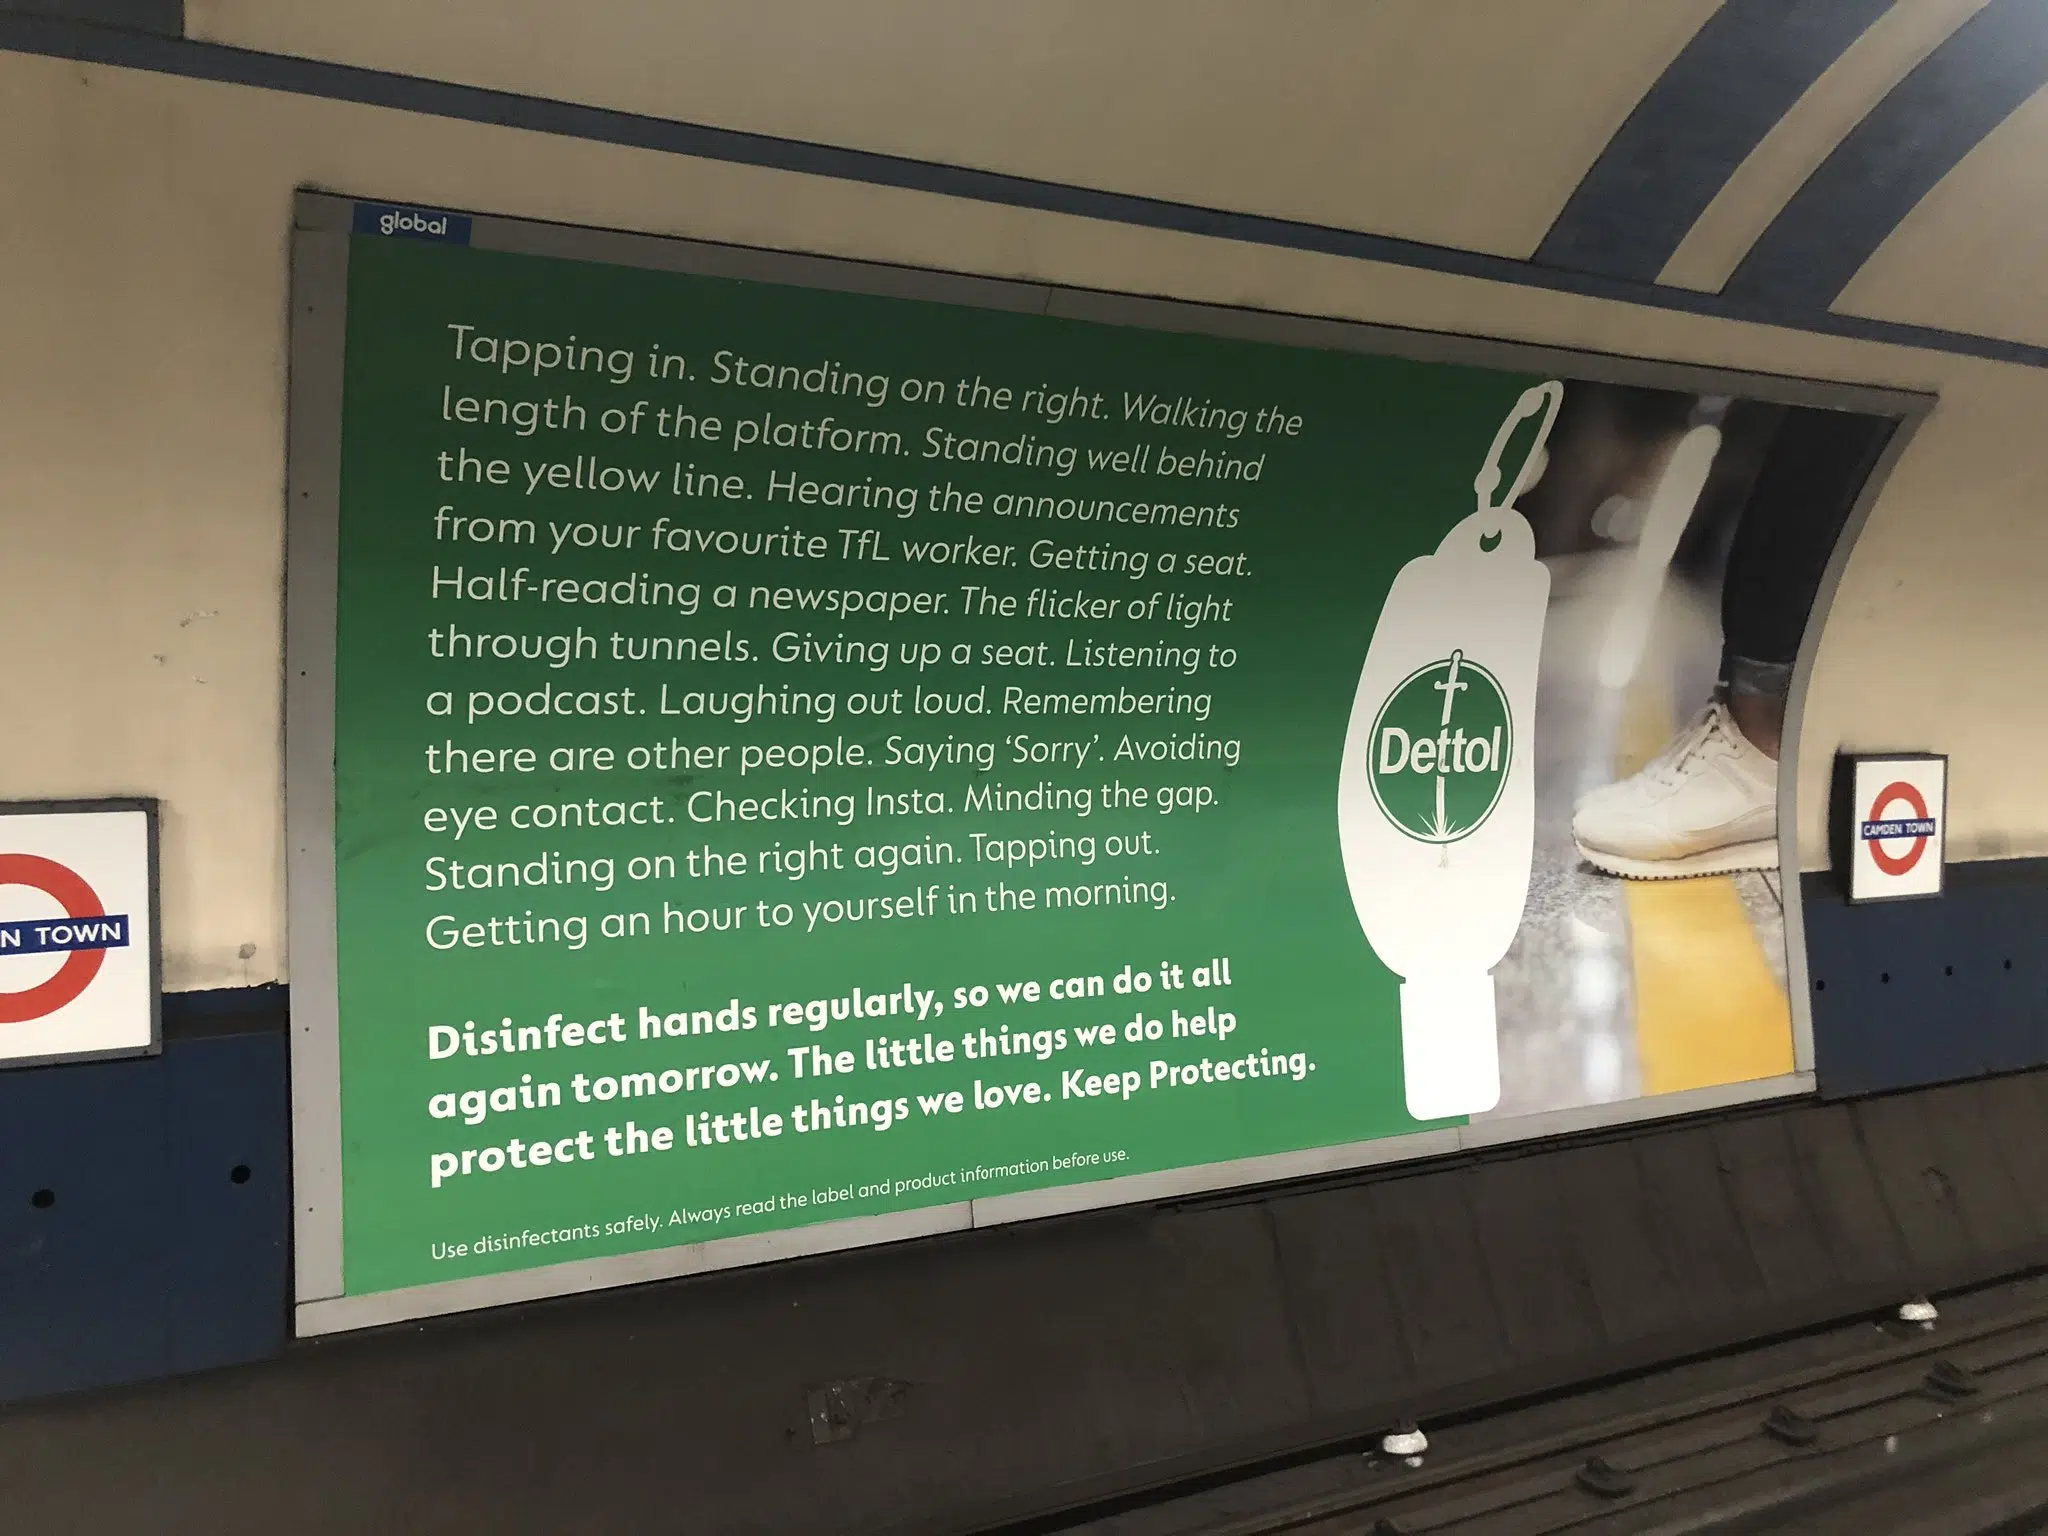 global
Tapping in. Standing on the right. Walking the
length of the platform. Standing well behind
the yellow line. Hearing the announcements
from your favourite TfL worker. Getting a seat.
Half-reading a newspaper. The flicker of light
through tunnels. Giving up a seat. Listening to
a podcast. Laughing out loud. Remembering
there are other people. Saying ‘Sorry’. Avoiding
eye contact. Checking Insta. Minding the gap.
Standing on the right again. Tapping out.
Getting an hour to yourself in the morning.
Disinfect hands regularly, so we can do it all
again tomorrow. The little things we do help
protect the little things we love. Keep Protecting.
Use disinfectants safely. Always read the label and product information before use.
Dettol
N TOWN
CAMDEN TOWN